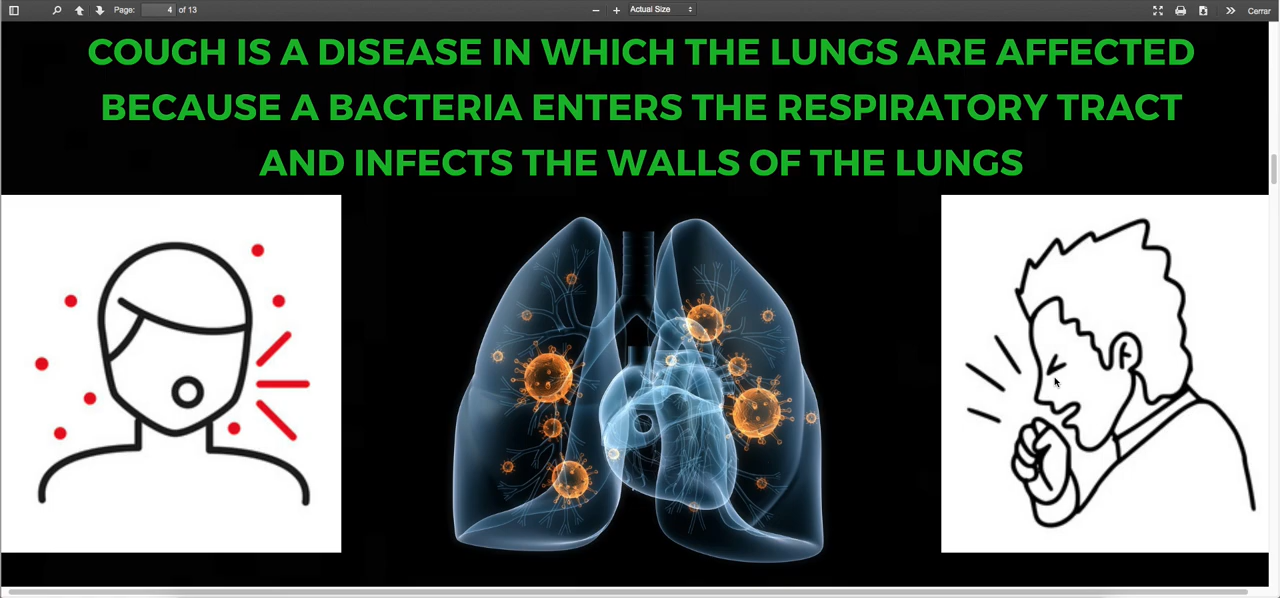 Page: 4 of 13
Actual Size
Cerrar
COUGH IS A DISEASE IN WHICH THE LUNGS ARE AFFECTED
BECAUSE A BACTERIA ENTERS THE RESPIRATORY TRACT
AND INFECTS THE WALLS OF THE LUNGS